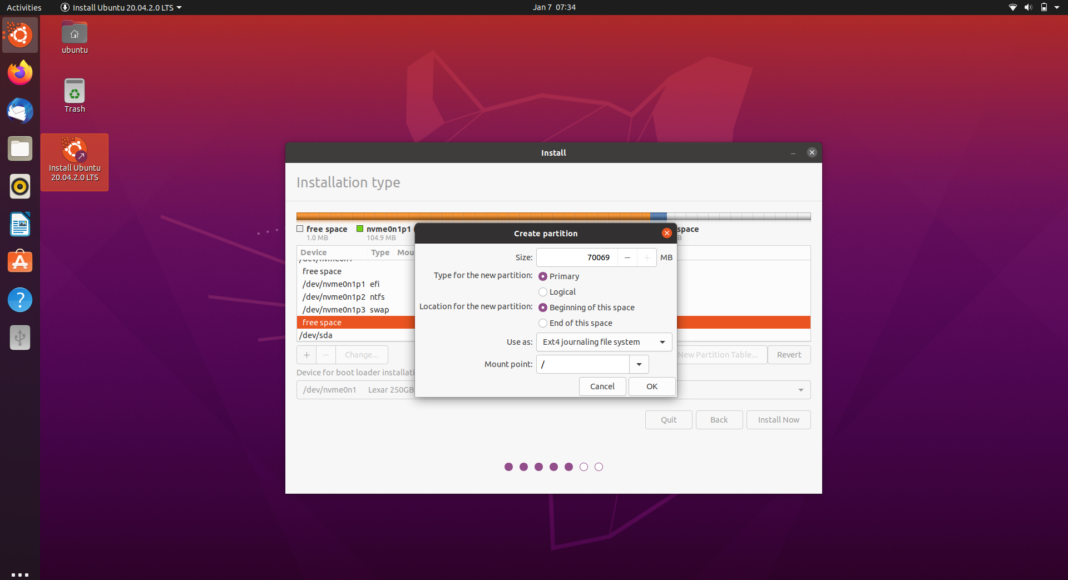 Activities
Install Ubuntu 20.04.2.0 LTS
Jan 7 07:34
ubuntu
Trash
Install Ubuntu
20.04.2.0 LTS
Install
Installation type
free space
1.0 MB
nvme0n1p1
104.9 MB
space
Device Type Mou
free space
/dev/nvme0n1p1 efi
/dev/nvme0n1p2 ntfs
/dev/nvme0n1p3 swap
free space
/dev/sda
+ − Change...
New Partition Table...
Revert
Device for boot loader installati
/dev/nvme0n1 Lexar 250GB
Quit
Back
Install Now
Create partition
Size: 70069 − + MB
Type for the new partition: Primary
Logical
Location for the new partition: Beginning of this space
End of this space
Use as: Ext4 journaling file system
Mount point: /
Cancel
OK